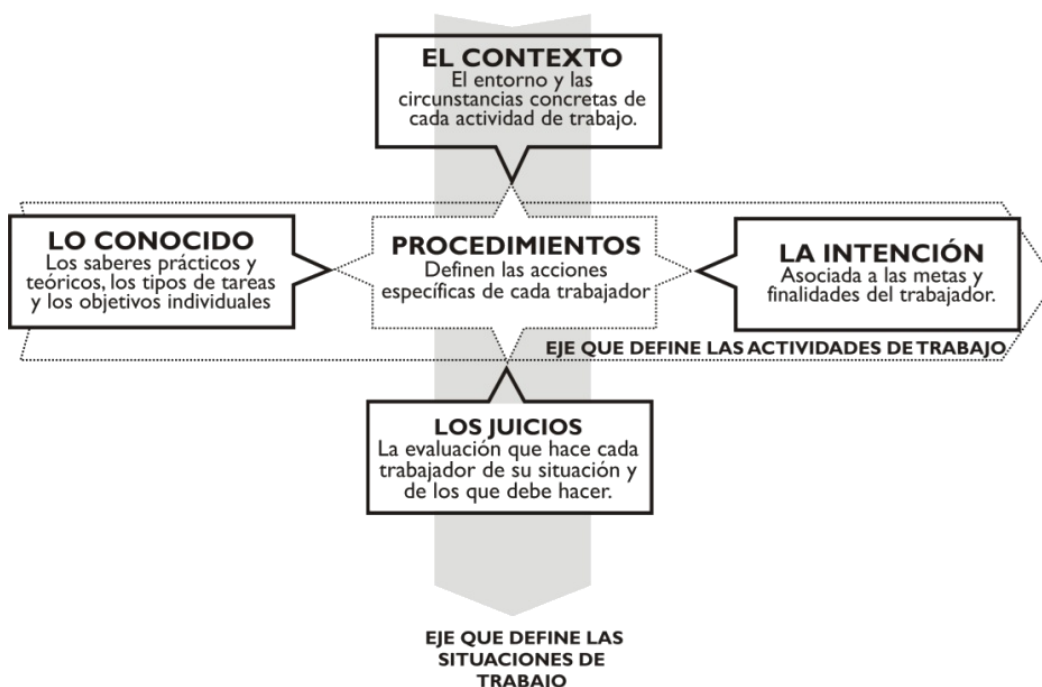 EL CONTEXTO
El entorno y las
circunstancias concretas de
cada actividad de trabajo.
LO CONOCIDO
Los saberes prácticos y
teóricos, los tipos de tareas
y los objetivos individuales
PROCEDIMIENTOS
Definen las acciones
específicas de cada trabajador
LA INTENCIÓN
Asociada a las metas y
finalidades del trabajador.
EJE QUE DEFINE LAS ACTIVIDADES DE TRABAJO
LOS JUICIOS
La evaluación que hace cada
trabajador de su situación y
de los que debe hacer.
EJE QUE DEFINE LAS
SITUACIONES DE
TRABAJO